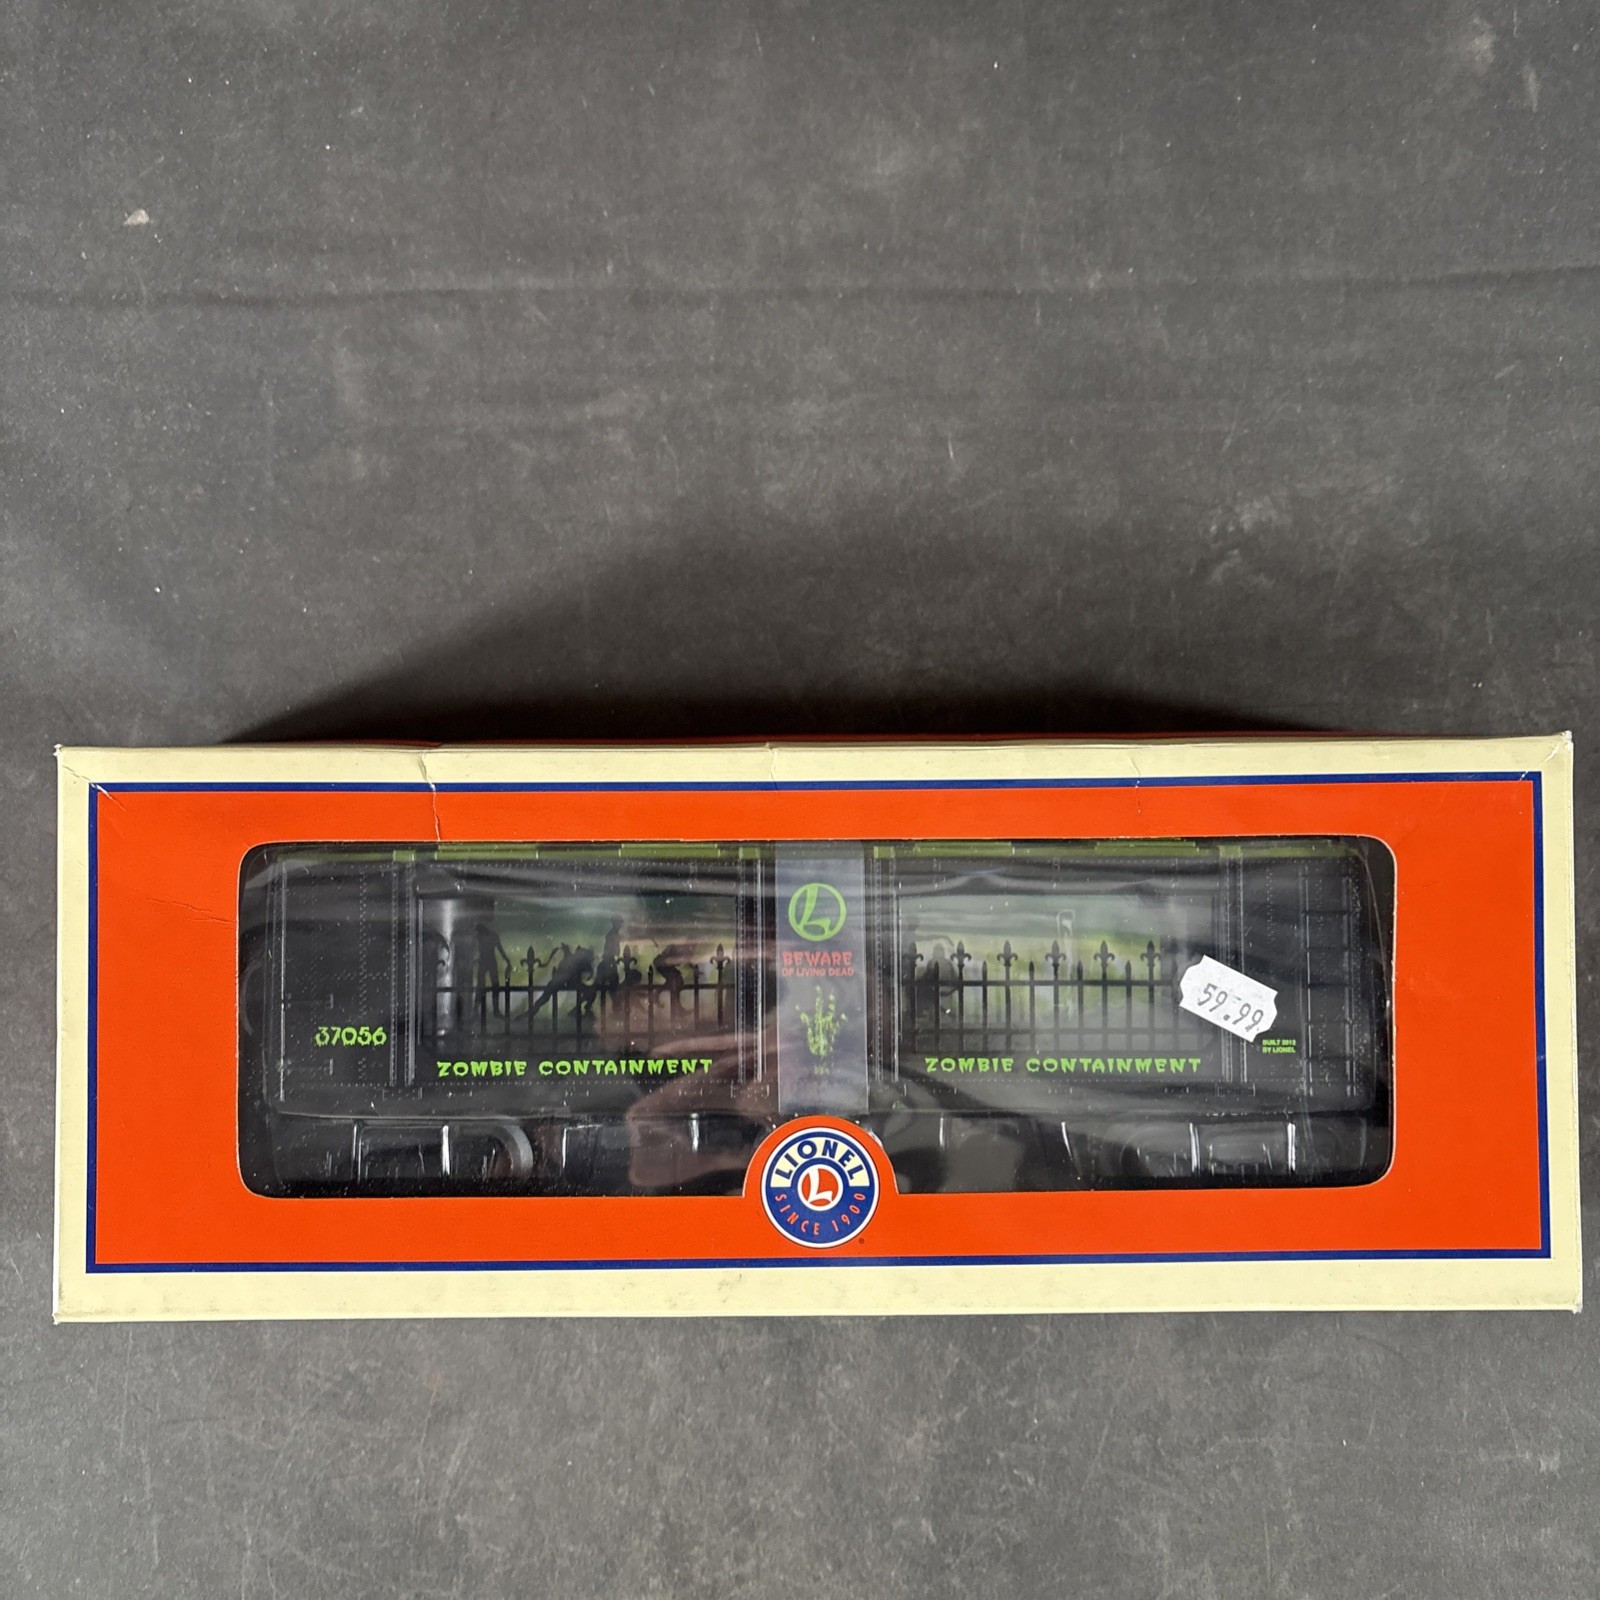 37056
ZOMBIE CONTAINMENT
L
BEWARE
OF LIVING DEAD
ZOMBIE CONTAINMENT
59.99
BUILT 2012
BY LIONEL
LIONEL
L
SINCE 1900
®